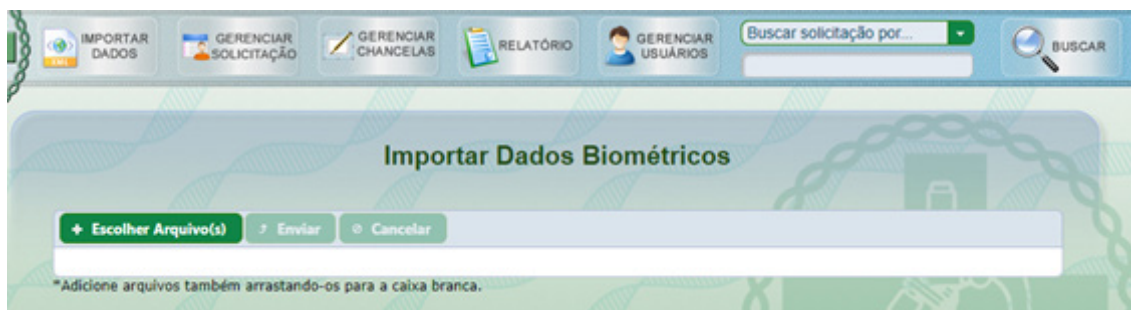 IMPORTAR
DADOS
XML
GERENCIAR
SOLICITAÇÃO
GERENCIAR
CHANCELAS
RELATÓRIO
GERENCIAR
USUÁRIOS
Buscar solicitação por...
BUSCAR
Importar Dados Biométricos
+ Escolher Arquivo(s)
Enviar
Cancelar
*Adicione arquivos também arrastando-os para a caixa branca.